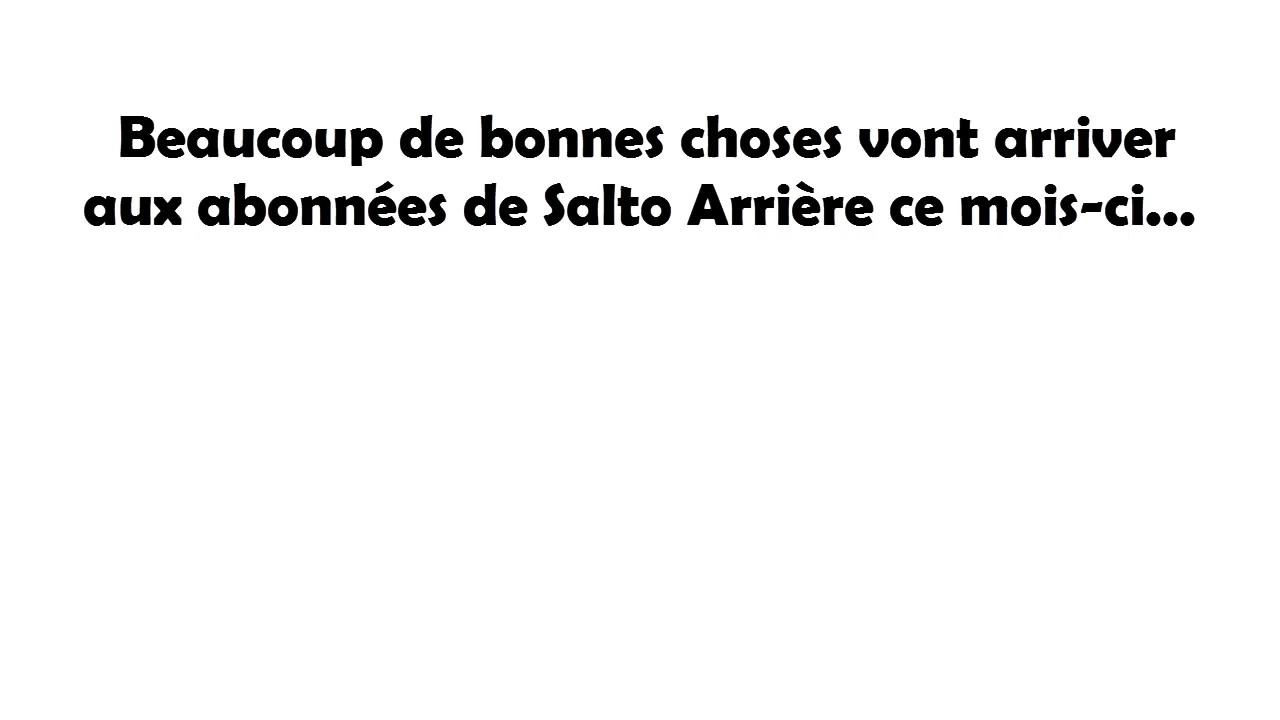 Beaucoup de bonnes choses vont arriver
aux abonnées de Salto Arrière ce mois-ci...